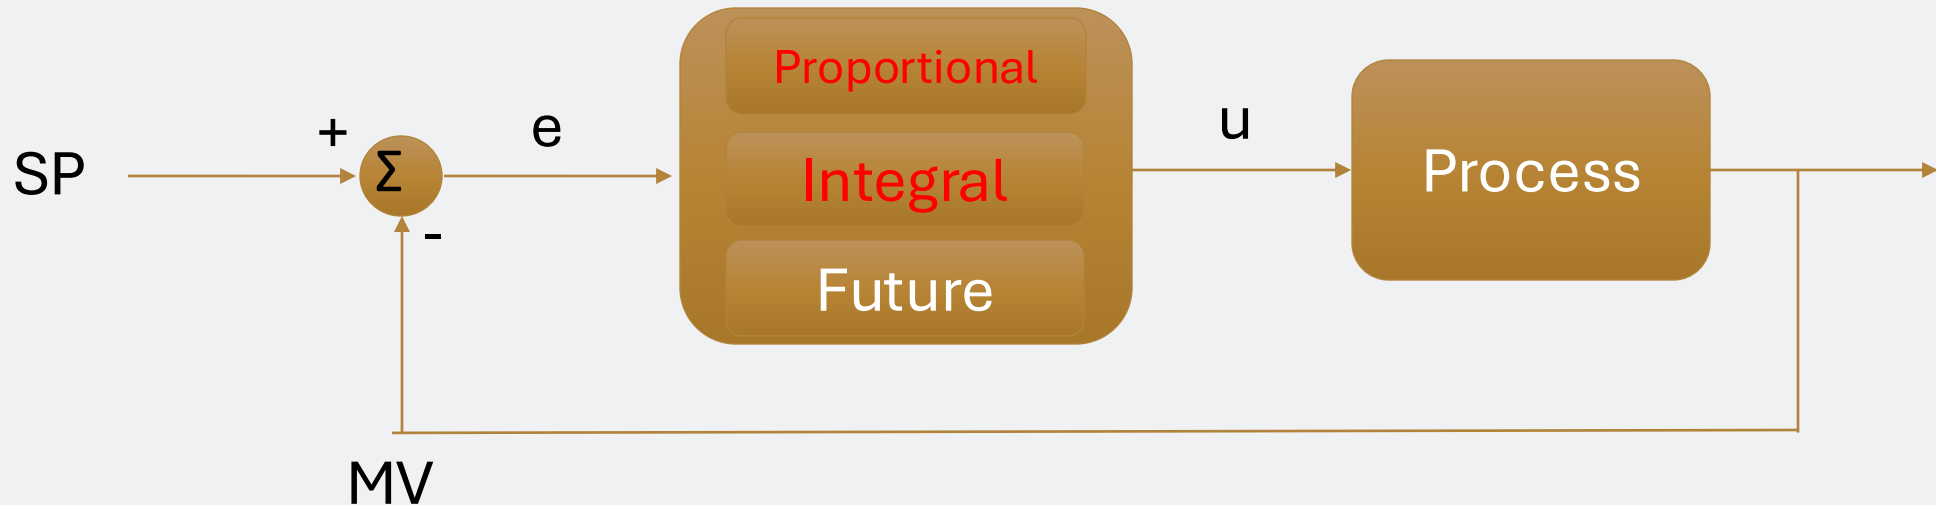 SP
+
Σ
-
e
Proportional
Integral
Future
u
Process
MV